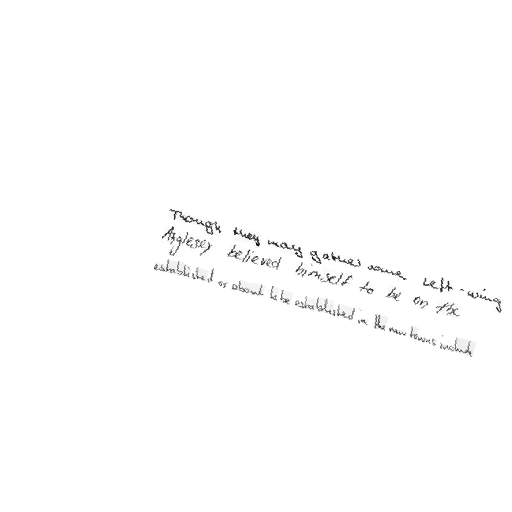 Though they may gather some left-wing
Anglesey believed himself to be on the
established or about to be established in the new towns include